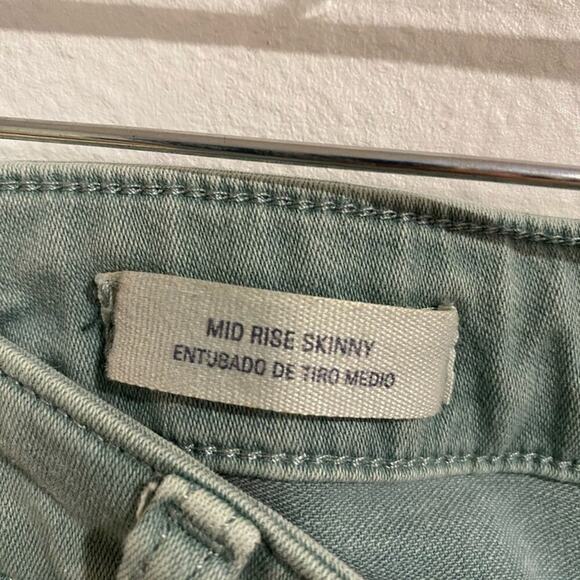 MID RISE SKINNY
ENTUBADO DE TIRO MEDIO